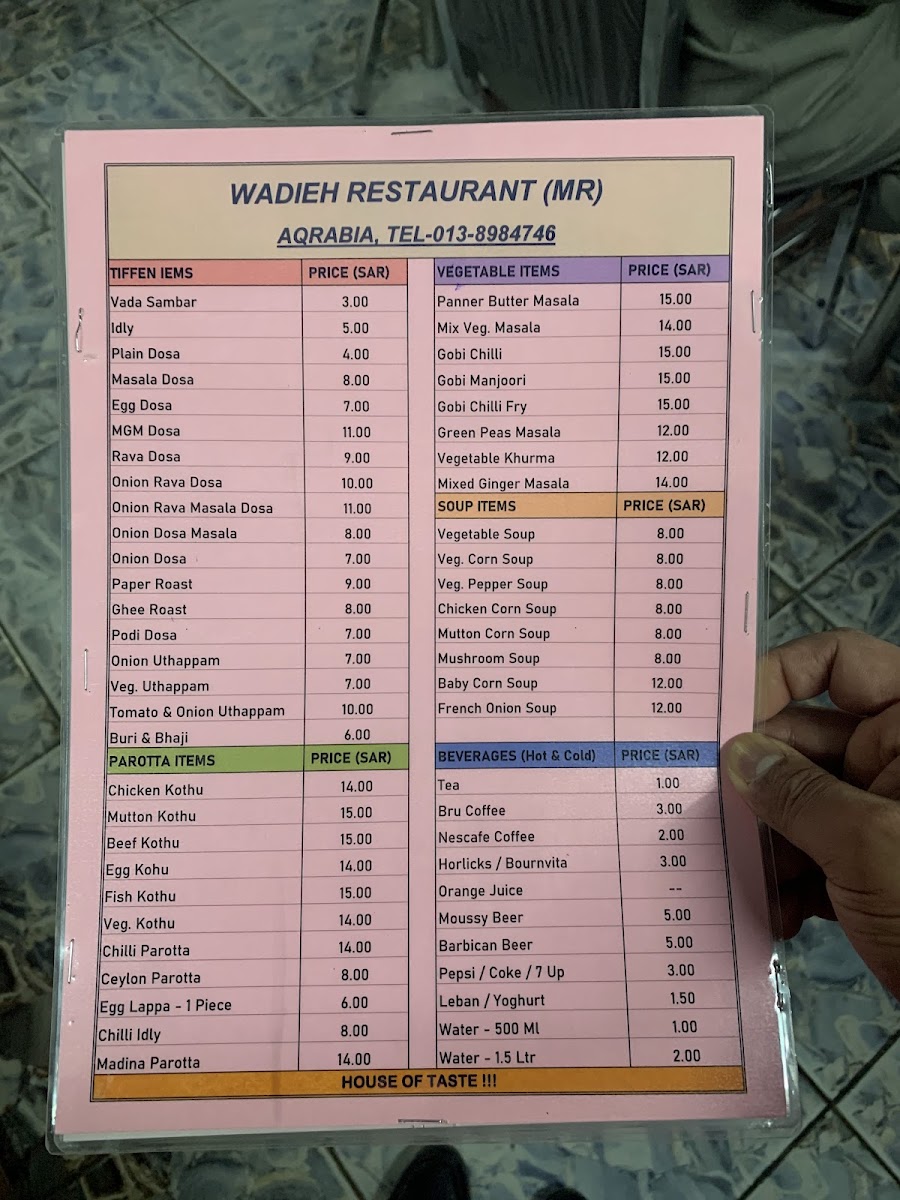 WADIEH RESTAURANT (MR)
AQRABIA, TEL-013-8984746
TIFFEN IEMS PRICE (SAR)
Vada Sambar 3.00
Idly 5.00
Plain Dosa 4.00
Masala Dosa 8.00
Egg Dosa 7.00
MGM Dosa 11.00
Rava Dosa 9.00
Onion Rava Dosa 10.00
Onion Rava Masala Dosa 11.00
Onion Dosa Masala 8.00
Onion Dosa 7.00
Paper Roast 9.00
Ghee Roast 8.00
Podi Dosa 7.00
Onion Uthappam 7.00
Veg. Uthappam 7.00
Tomato & Onion Uthappam 10.00
Buri & Bhaji 6.00
PAROTTA ITEMS PRICE (SAR)
Chicken Kothu 14.00
Mutton Kothu 15.00
Beef Kothu 15.00
Egg Kohu 14.00
Fish Kothu 15.00
Veg. Kothu 14.00
Chilli Parotta 14.00
Ceylon Parotta 8.00
Egg Lappa - 1 Piece 6.00
Chilli Idly 8.00
Madina Parotta 14.00
VEGETABLE ITEMS PRICE (SAR)
Panner Butter Masala 15.00
Mix Veg. Masala 14.00
Gobi Chilli 15.00
Gobi Manjoori 15.00
Gobi Chilli Fry 15.00
Green Peas Masala 12.00
Vegetable Khurma 12.00
Mixed Ginger Masala 14.00
SOUP ITEMS PRICE (SAR)
Vegetable Soup 8.00
Veg. Corn Soup 8.00
Veg. Pepper Soup 8.00
Chicken Corn Soup 8.00
Mutton Corn Soup 8.00
Mushroom Soup 8.00
Baby Corn Soup 12.00
French Onion Soup 12.00
BEVERAGES (Hot & Cold) PRICE (SAR)
Tea 1.00
Bru Coffee 3.00
Nescafe Coffee 2.00
Horlicks / Bournvita 3.00
Orange Juice --
Moussy Beer 5.00
Barbican Beer 5.00
Pepsi / Coke / 7 Up 3.00
Leban / Yoghurt 1.50
Water - 500 Ml 1.00
Water - 1.5 Ltr 2.00
HOUSE OF TASTE !!!